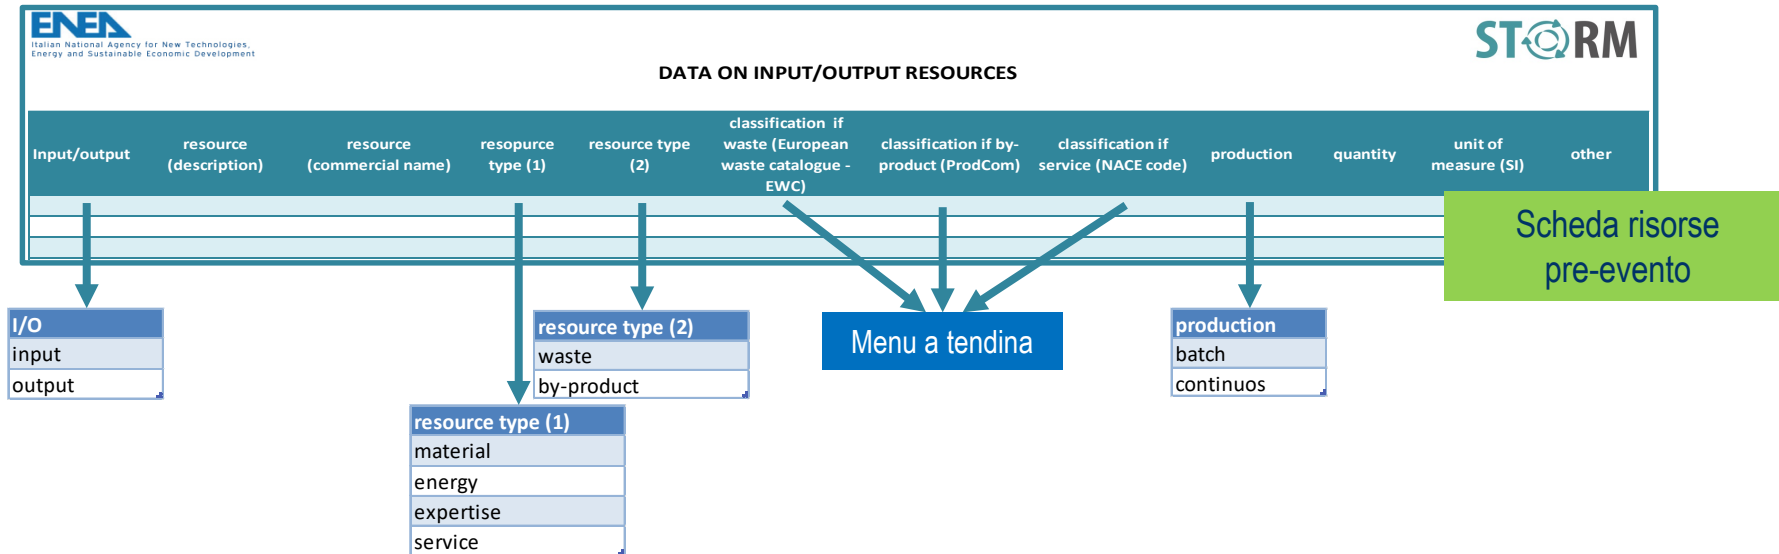 ENEA
Italian National Agency for New Technologies,
Energy and Sustainable Economic Development
STORM
DATA ON INPUT/OUTPUT RESOURCES
Input/output
resource
(description)
resource
(commercial name)
resopurce
type (1)
resource type
(2)
classification if
waste (European
waste catalogue -
EWC)
classification if by-
product (ProdCom)
classification if
service (NACE code)
production
quantity
unit of
measure (SI)
other
Scheda risorse
pre-evento
I/O
input
output
resource type (2)
waste
by-product
Menu a tendina
production
batch
continuos
resource type (1)
material
energy
expertise
service